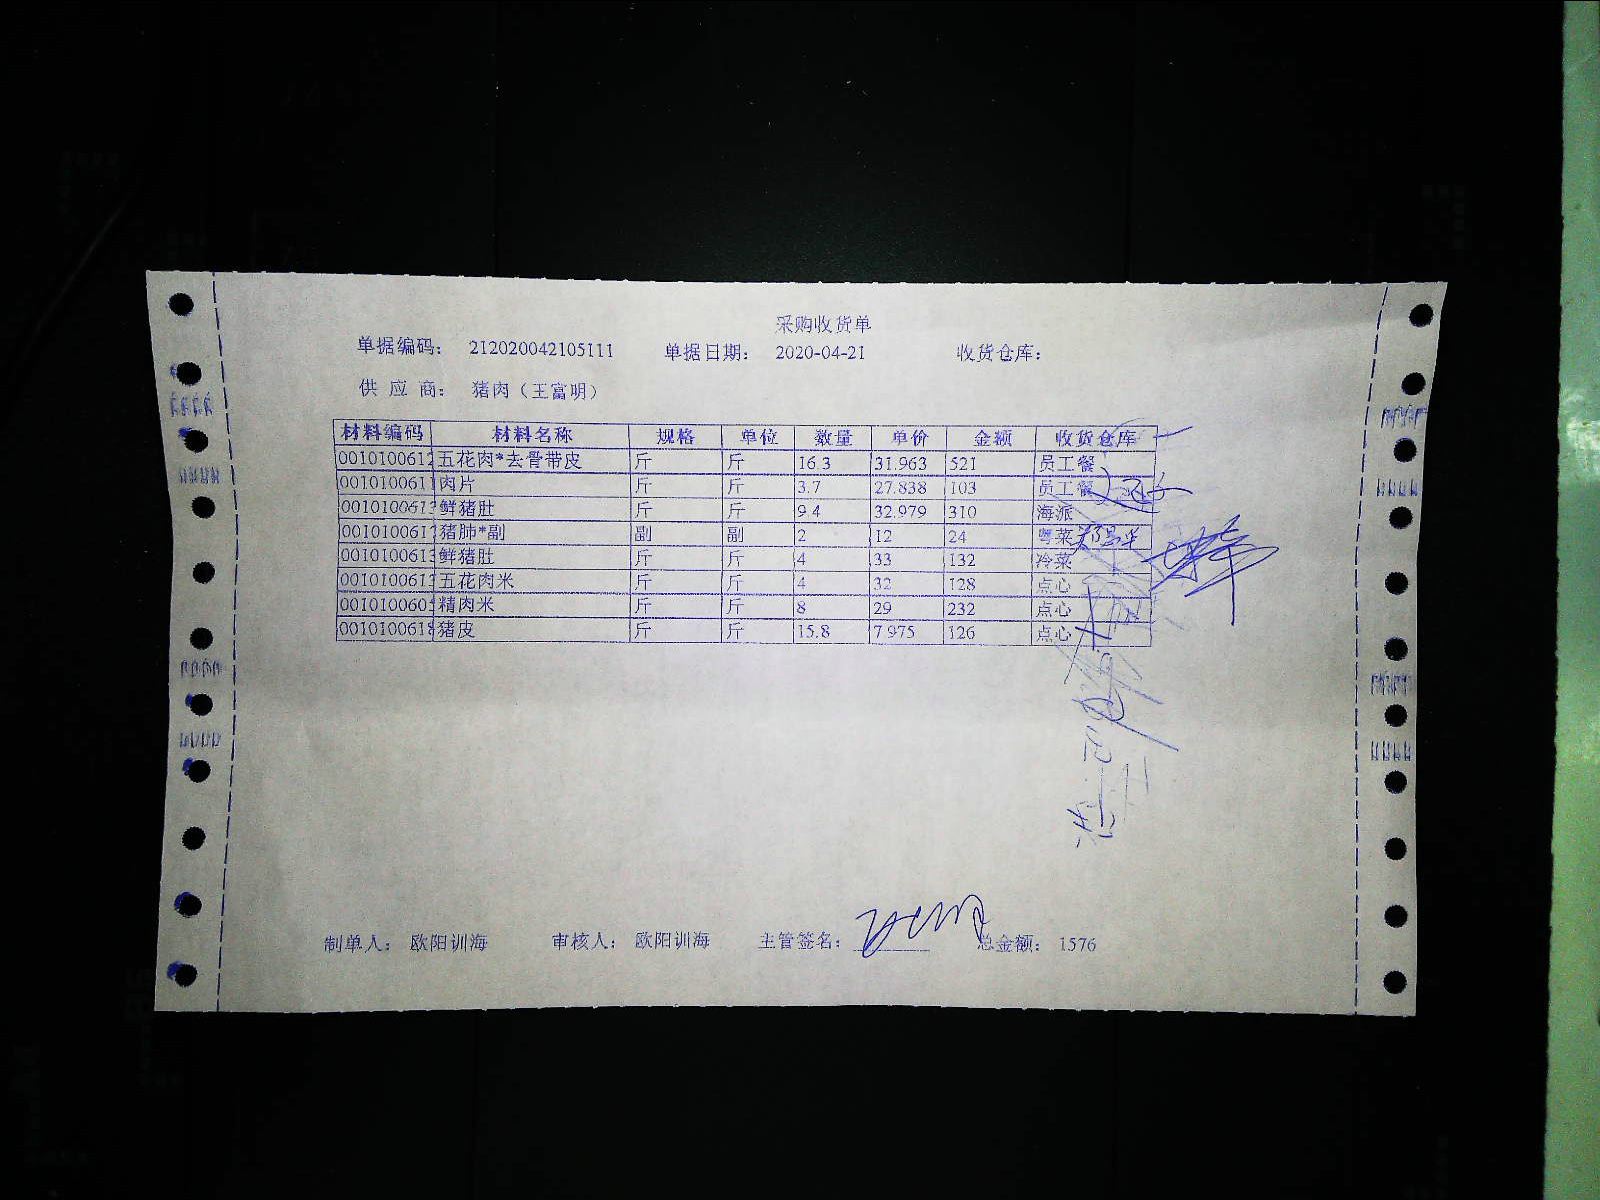 采购收货单
单据编码: 212020042105111 单据日期: 2020-04-21 收货仓库:
供 应 商: 猪肉（王富明）
材料编码 材料名称 规格 单位 数量 单价 金额 收货仓库
0010100612 五花肉*去骨带皮 斤 斤 16.3 31.963 521 员工餐
0010100611 肉片 斤 斤 3.7 27.838 103 员工餐
0010100613 鲜猪肚 斤 斤 9.4 32.979 310 海派
0010100617 猪肺*副 副 副 2 12 24 粤菜
0010100613 鲜猪肚 斤 斤 4 33 132 冷菜
0010100613 五花肉米 斤 斤 4 32 128 点心
0010100605 精肉米 斤 斤 8 29 232 点心
0010100618 猪皮 斤 斤 15.8 7.975 126 点心
制单人: 欧阳训海 审核人: 欧阳训海 主管签名: 总金额: 1576